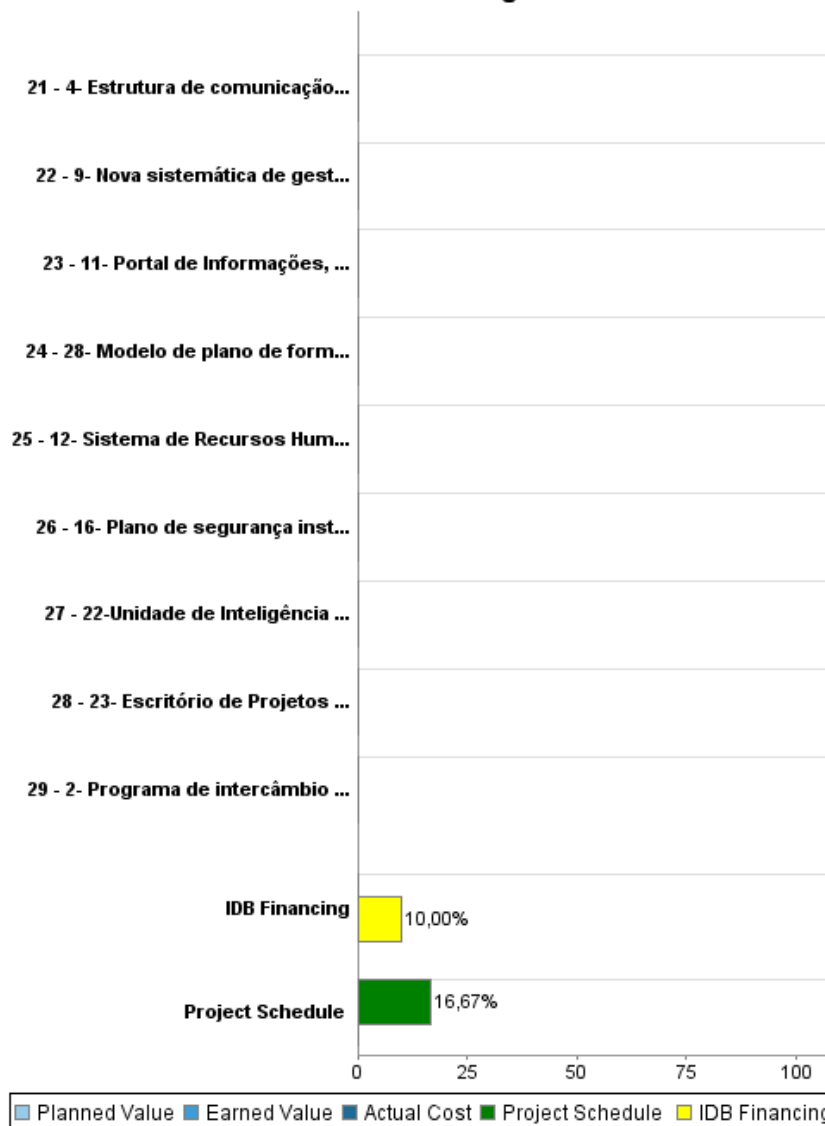 21 - 4- Estrutura de comunicação...
22 - 9- Nova sistemática de gest...
23 - 11- Portal de Informações, ...
24 - 28- Modelo de plano de form...
25 - 12- Sistema de Recursos Hum...
26 - 16- Plano de segurança inst...
27 - 22-Unidade de Inteligência ...
28 - 23- Escritório de Projetos ...
29 - 2- Programa de intercâmbio ...
IDB Financing 10,00%
Project Schedule 16,67%
0 25 50 75 100
Planned Value Earned Value Actual Cost Project Schedule IDB Financing